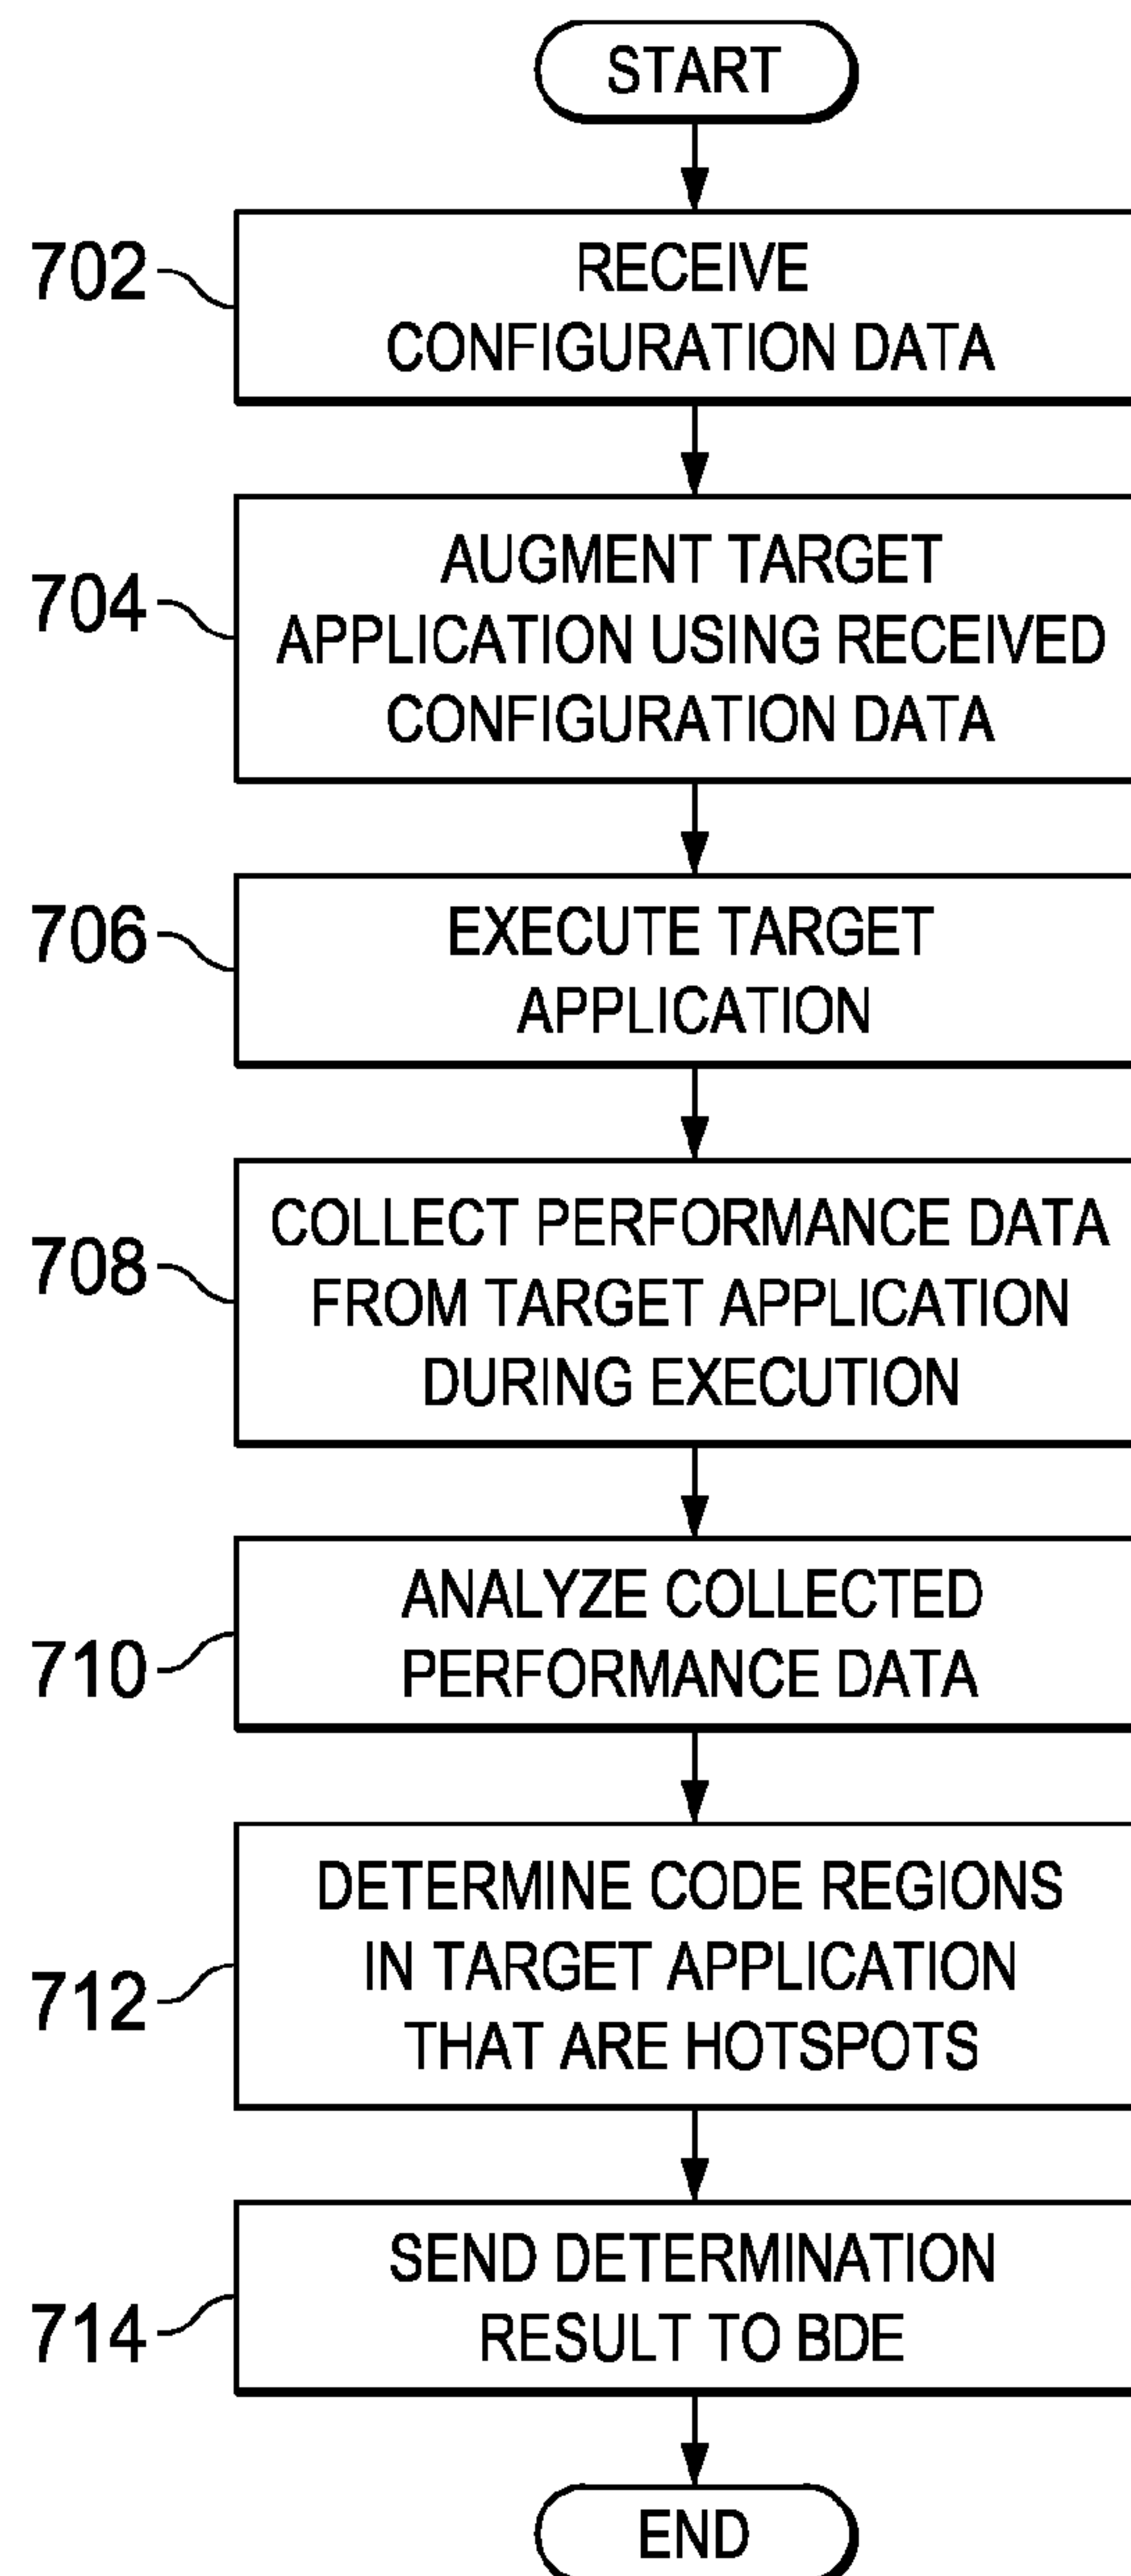 START
702
RECEIVE
CONFIGURATION DATA
704
AUGMENT TARGET
APPLICATION USING RECEIVED
CONFIGURATION DATA
706
EXECUTE TARGET
APPLICATION
708
COLLECT PERFORMANCE DATA
FROM TARGET APPLICATION
DURING EXECUTION
710
ANALYZE COLLECTED
PERFORMANCE DATA
712
DETERMINE CODE REGIONS
IN TARGET APPLICATION
THAT ARE HOTSPOTS
714
SEND DETERMINATION
RESULT TO BDE
END